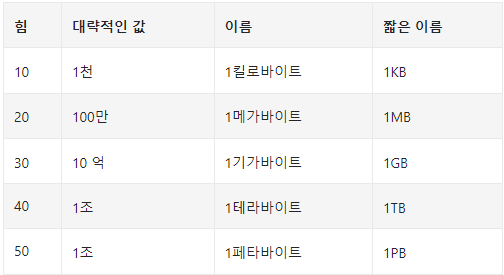 힘 대략적인 값 이름 짧은 이름
10 1천 1킬로바이트 1KB
20 100만 1메가바이트 1MB
30 10 억 1기가바이트 1GB
40 1조 1테라바이트 1TB
50 1조 1페타바이트 1PB